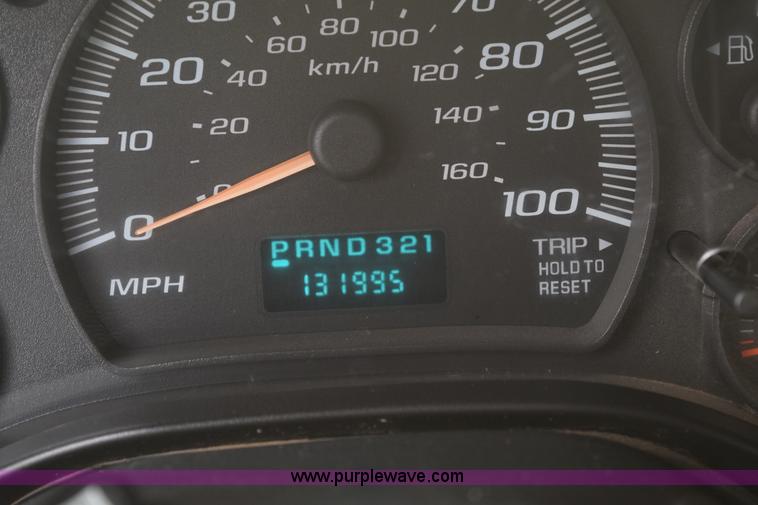 30 70
60 80 100
20 40 km/h 120 80
10 20 140 90
160
0 0 100
PRND321
131995
MPH
TRIP
HOLD TO
RESET
www.purplewave.com